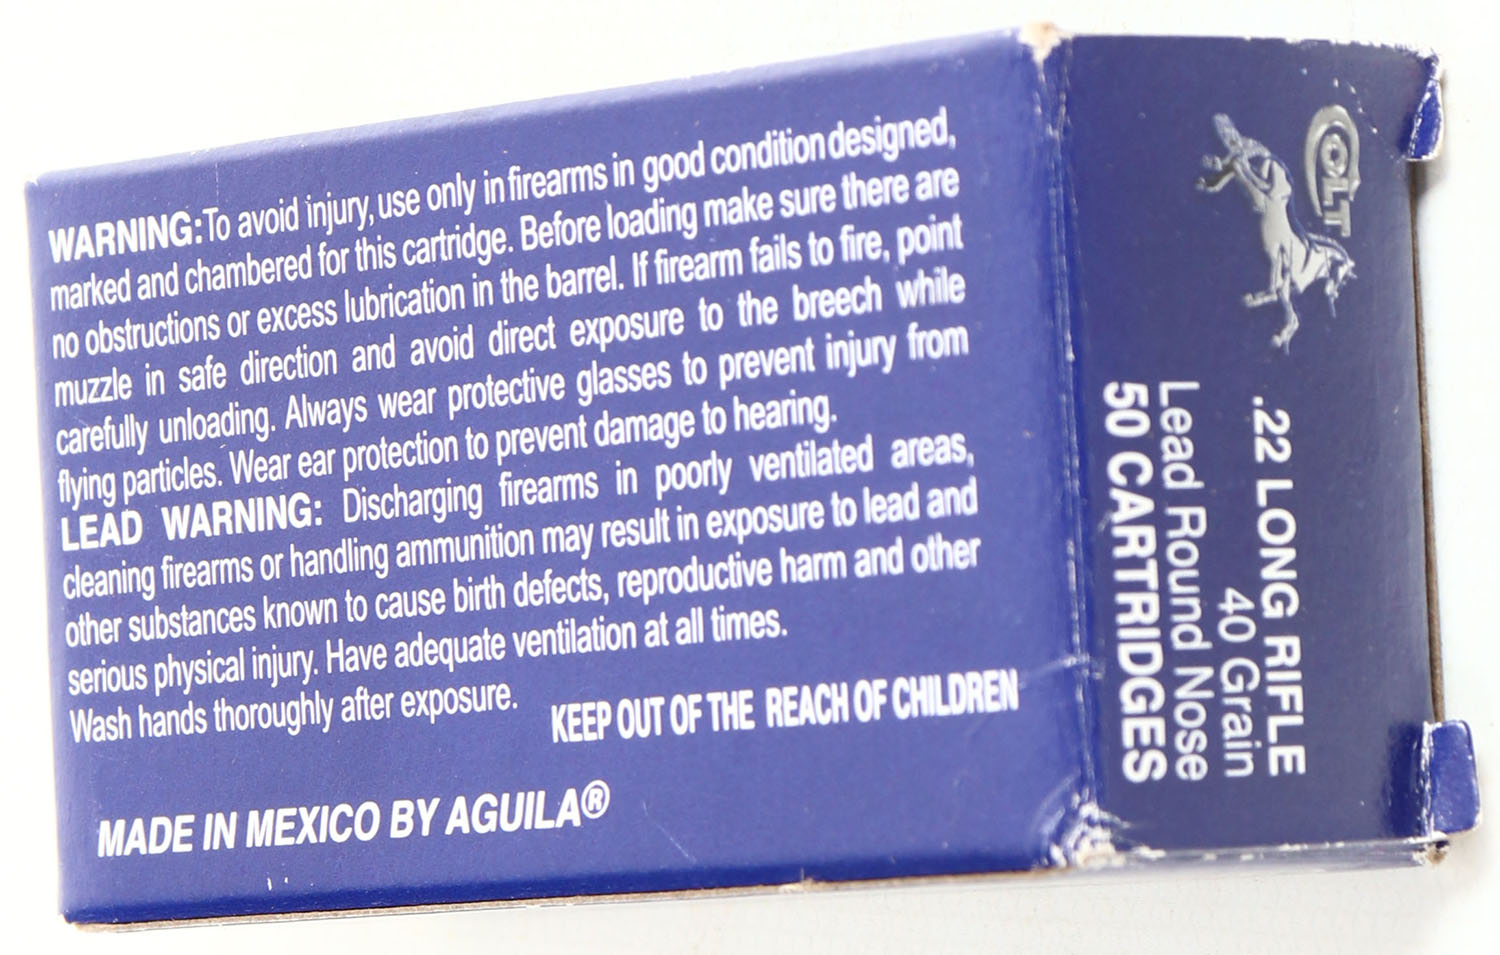 WARNING: To avoid injury, use only in firearms in good condition designed,
marked and chambered for this cartridge. Before loading make sure there are
no obstructions or excess lubrication in the barrel. If firearm fails to fire, point
muzzle in safe direction and avoid direct exposure to the breech while
carefully unloading. Always wear protective glasses to prevent injury from
flying particles. Wear ear protection to prevent damage to hearing.
LEAD WARNING: Discharging firearms in poorly ventilated areas,
cleaning firearms or handling ammunition may result in exposure to lead and
other substances known to cause birth defects, reproductive harm and other
serious physical injury. Have adequate ventilation at all times.
Wash hands thoroughly after exposure.
KEEP OUT OF THE REACH OF CHILDREN
MADE IN MEXICO BY AGUILA®
COLT
.22 LONG RIFLE
40 Grain
Lead Round Nose
50 CARTRIDGES